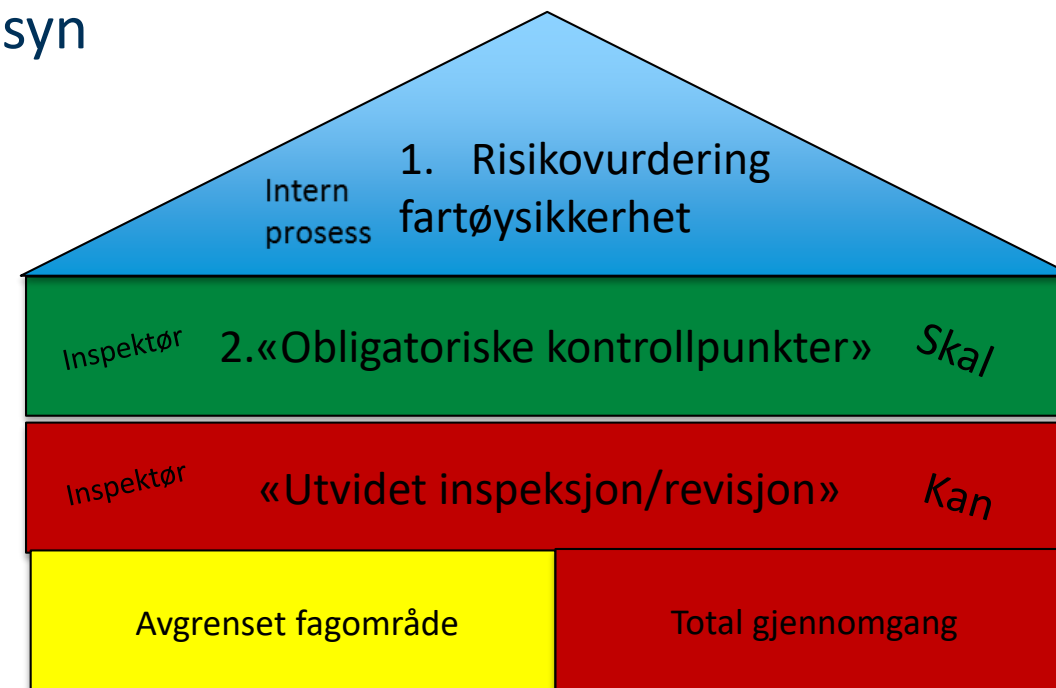 syn
1. Risikovurdering
Intern
prosess
fartøysikkerhet
Inspektør 2.«Obligatoriske kontrollpunkter» Skal
Inspektør «Utvidet inspeksjon/revisjon» Kan
Avgrenset fagområde Total gjennomgang